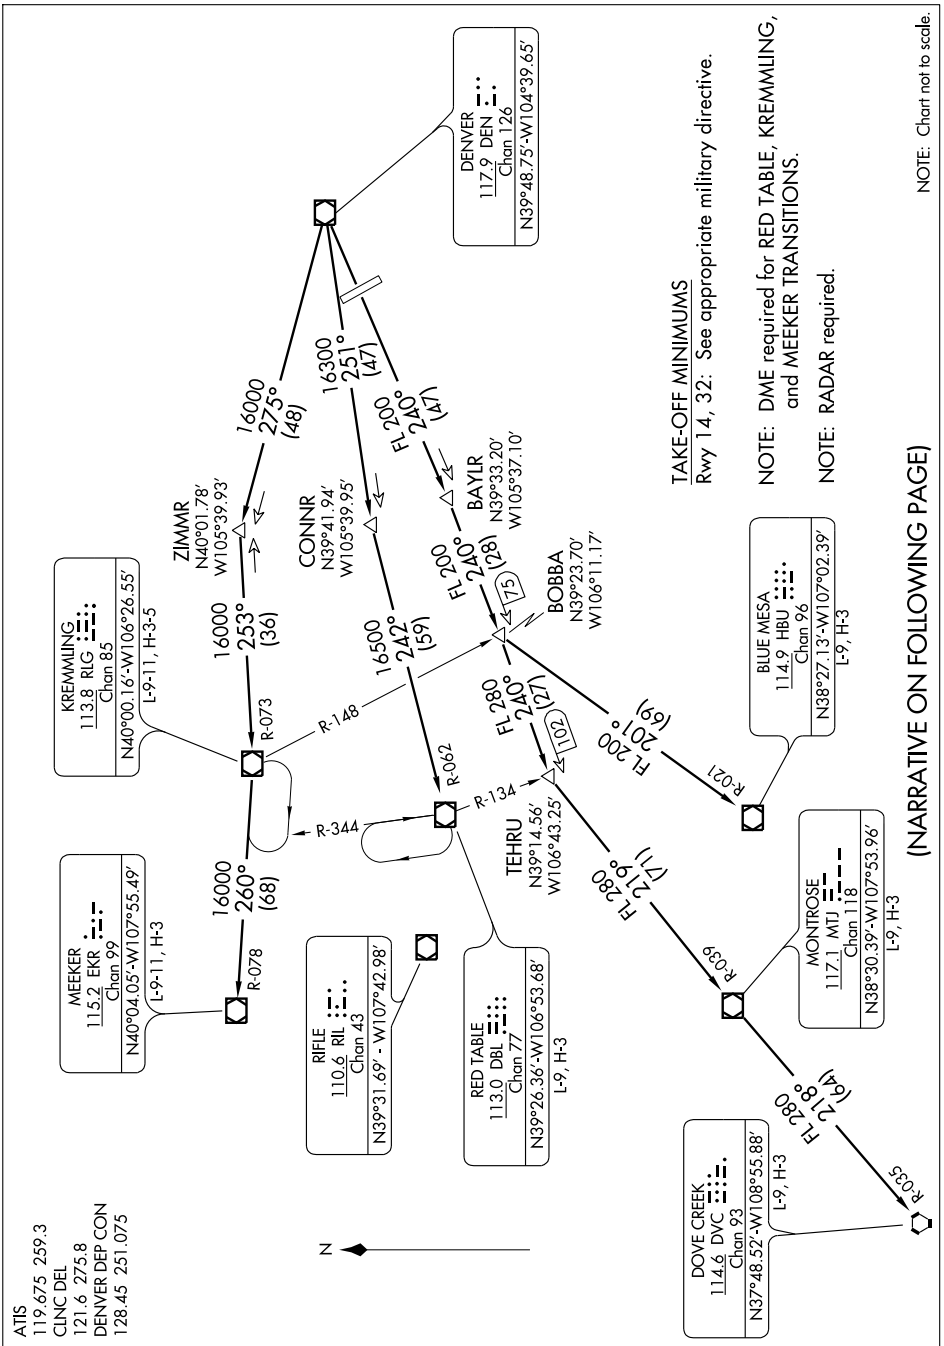 ATIS
119.675 259.3
CLNC DEL
121.6 275.8
DENVER DEP CON
128.45 251.075
N
MEEKER
115.2 EKR
Chan 99
N40°04.05'-W107°55.49'
L-9-11, H-3
KREMMLING
113.8 RLG
Chan 85
N40°00.16'-W106°26.55'
L-9-11, H-3-5
ZIMMR
N40°01.78'
W105°39.93'
16000
275°
(48)
16000
253°
(36)
R-073
16000
260°
(68)
R-078
RIFLE
110.6 RIL
Chan 43
N39°31.69' - W107°42.98'
R-344
R-148
CONNR
N39°41.94'
W105°39.95'
16300
251°
(47)
16500
242°
(59)
R-062
DENVER
117.9 DEN
Chan 126
N39°48.75'-W104°39.65'
RED TABLE
113.0 DBL
Chan 77
N39°26.36'-W106°53.68'
L-9, H-3
R-134
FL 200
240°
(47)
BAYLR
N39°33.20'
W105°37.10'
FL 200
240°
(28)
75
BOBBA
N39°23.70'
W106°11.17'
FL 280
240°
(27)
102
TEHRU
N39°14.56'
W106°43.25'
FL 200
201°
(69)
R-021
BLUE MESA
114.9 HBU
Chan 96
N38°27.13'-W107°02.39'
L-9, H-3
FL 280
219°
(71)
R-039
MONTROSE
117.1 MTJ
Chan 118
N38°30.39'-W107°53.96'
L-9, H-3
FL 280
218°
(64)
R-035
DOVE CREEK
114.6 DVC
Chan 93
N37°48.52'-W108°55.88'
L-9, H-3
TAKE-OFF MINIMUMS
Rwy 14, 32: See appropriate military directive.
NOTE: DME required for RED TABLE, KREMMLING,
and MEEKER TRANSITIONS.
NOTE: RADAR required.
(NARRATIVE ON FOLLOWING PAGE)
NOTE: Chart not to scale.